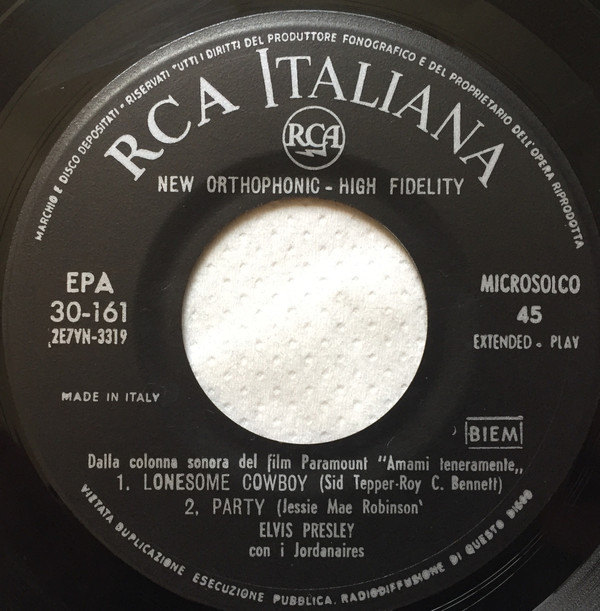 MARCHIO E DISCO DEPOSITATI - RISERVATI TUTTI I DIRITTI DEL PRODUTTORE FONOGRAFICO E DEL PROPRIETARIO DELL'OPERA RIPRODOTTA
RCA ITALIANA
RCA
NEW ORTHOPHONIC - HIGH FIDELITY
EPA
30-161
2E7VN-3319
MICROSOLCO
45
EXTENDED - PLAY
MADE IN ITALY
BIEM
Dalla colonna sonora del film Paramount "Amami teneramente„
1. LONESOME COWBOY (Sid Tepper-Roy C. Bennett)
2, PARTY (Jessie Mae Robinson'
ELVIS PRESLEY
con i Jordanaires
VIETATA DUPLICAZIONE ESECUZIONE PUBBLICA. RADIODIFFUSIONE DI QUESTO DISCO